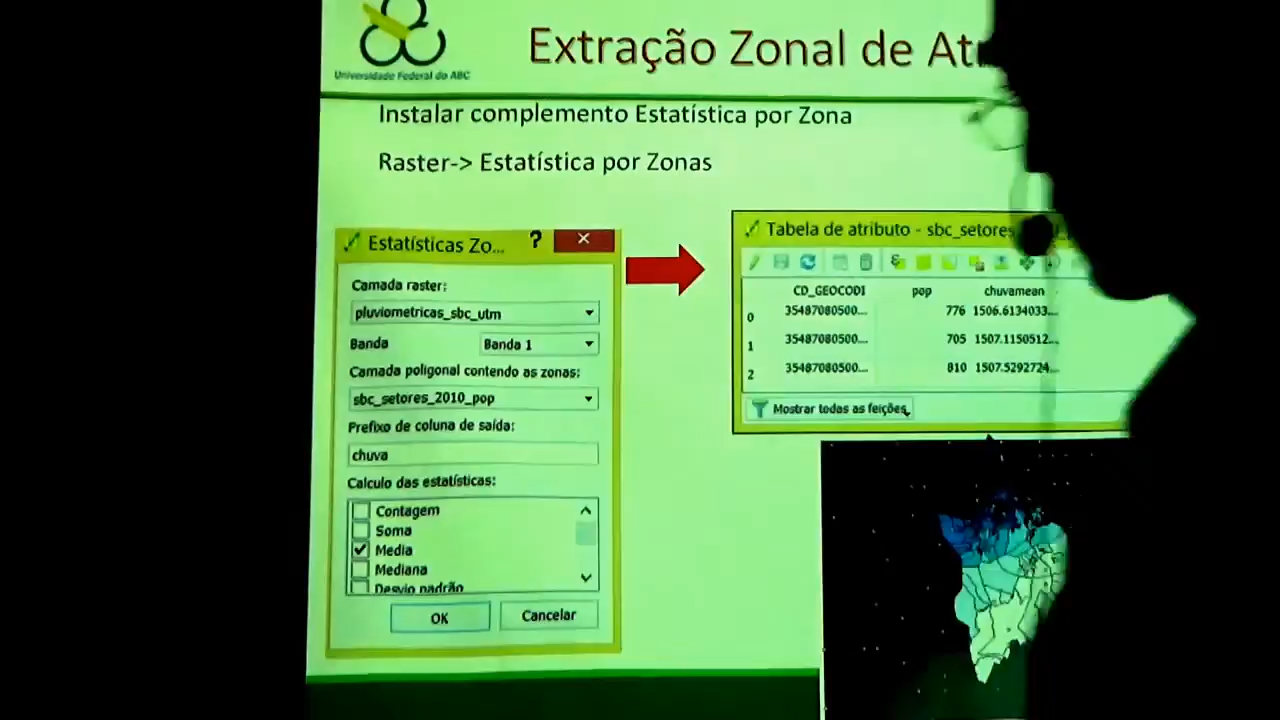 Universidade Federal do ABC
Extração Zonal de
Instalar complemento Estatística por Zona
Raster-> Estatística por Zonas
Estatísticas Zo... ?
Camada raster:
pluviometricas_sbc_utm
Banda Banda 1
Camada poligonal contendo as zonas:
sbc_setores_2010_pop
Prefixo de coluna de saída:
chuva
Calculo das estatísticas:
Contagem
Soma
Media
Mediana
Desvio padrão
OK Cancelar
Tabela de atributo - sbc_setores
CD_GEOCODI pop chuvamean
0 35487080500... 776 1506.6134033...
1 35487080500... 705 1507.1150512...
2 35487080500... 810 1507.5292724...
Mostrar todas as feições